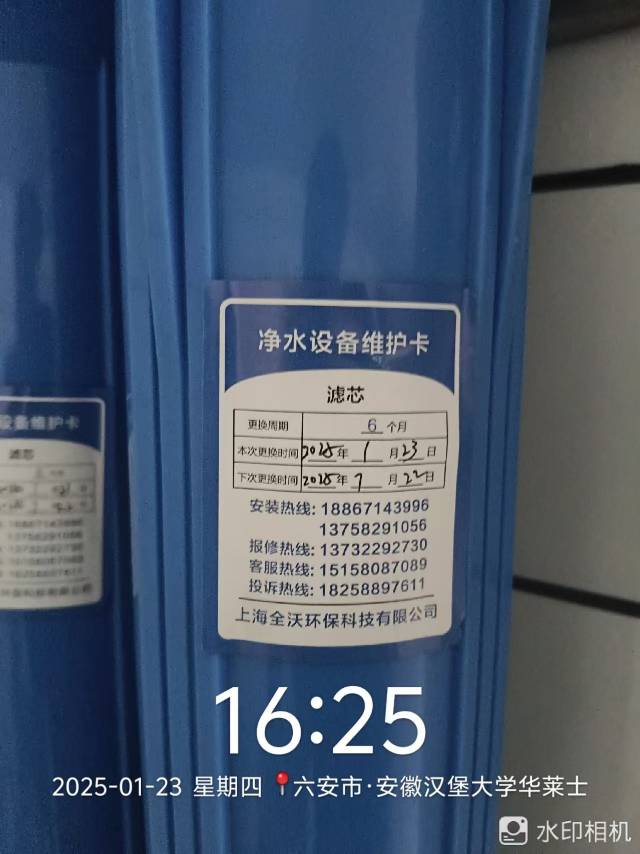 净水设备维护卡
滤芯
更换周期 6 个月
本次更换时间 2025年 1 月 23 日
下次更换时间 2025年 7 月 22 日
安装热线: 18867143996
13758291056
报修热线: 13732292730
客服热线: 15158087089
投诉热线: 18258897611
上海全沃环保科技有限公司
设备维护卡
滤芯
16:25
2025-01-23 星期四 六安市·安徽汉堡大学华莱士
水印相机